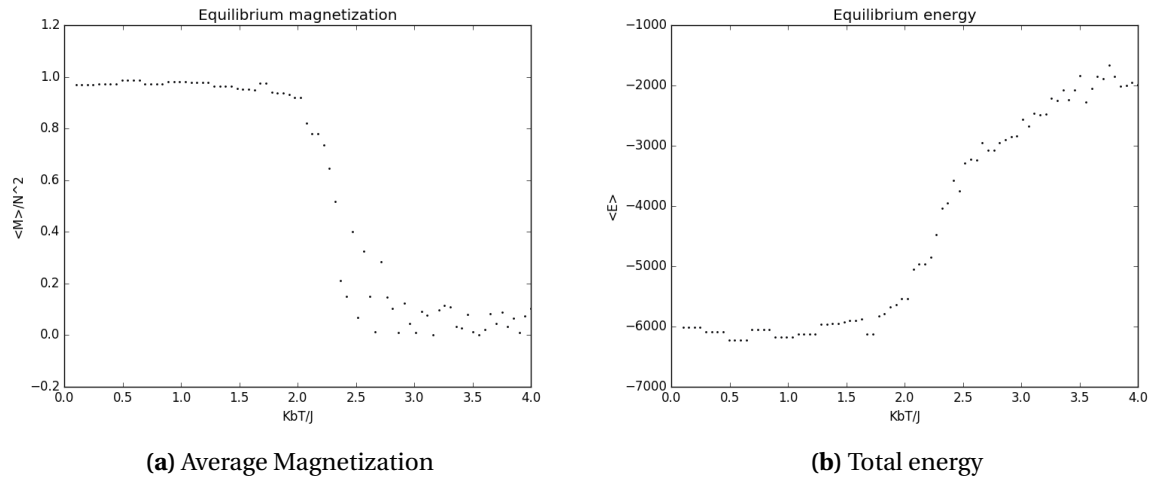 Equilibrium magnetization
1.2
1.0
0.8
0.6
0.4
0.2
0.0
−0.2
<M>/N^2
0.0 0.5 1.0 1.5 2.0 2.5 3.0 3.5 4.0
KbT/J
(a) Average Magnetization
Equilibrium energy
−1000
−2000
−3000
−4000
−5000
−6000
−7000
<E>
0.0 0.5 1.0 1.5 2.0 2.5 3.0 3.5 4.0
KbT/J
(b) Total energy